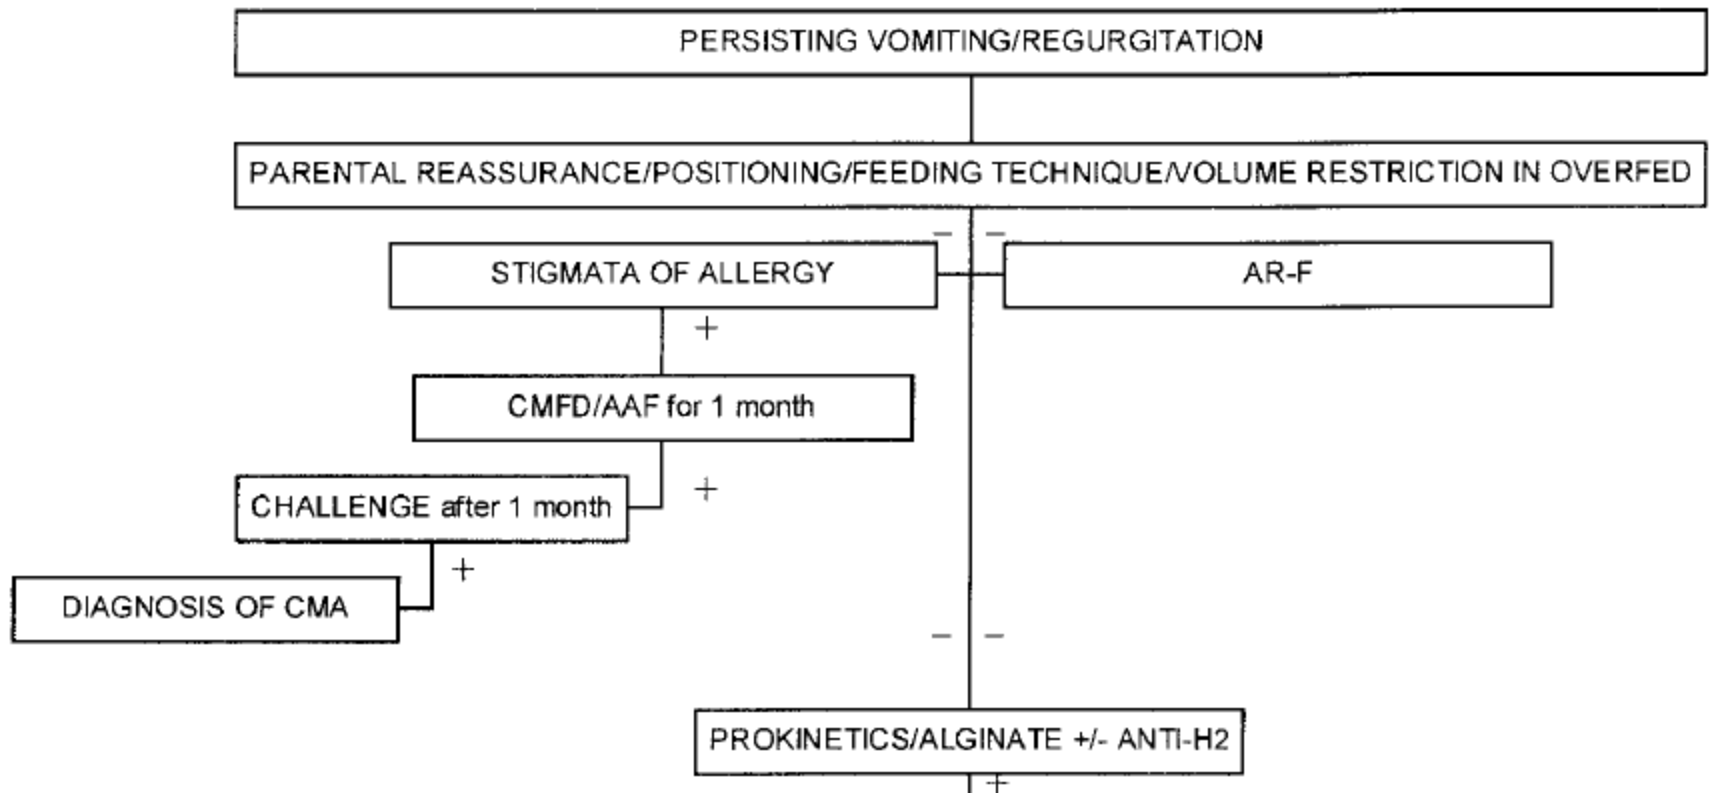 PERSISTING VOMITING/REGURGITATION
PARENTAL REASSURANCE/POSITIONING/FEEDING TECHNIQUE/VOLUME RESTRICTION IN OVERFED
− −
STIGMATA OF ALLERGY
AR-F
+
CMFD/AAF for 1 month
+
CHALLENGE after 1 month
+
DIAGNOSIS OF CMA
− −
PROKINETICS/ALGINATE +/- ANTI-H2
+